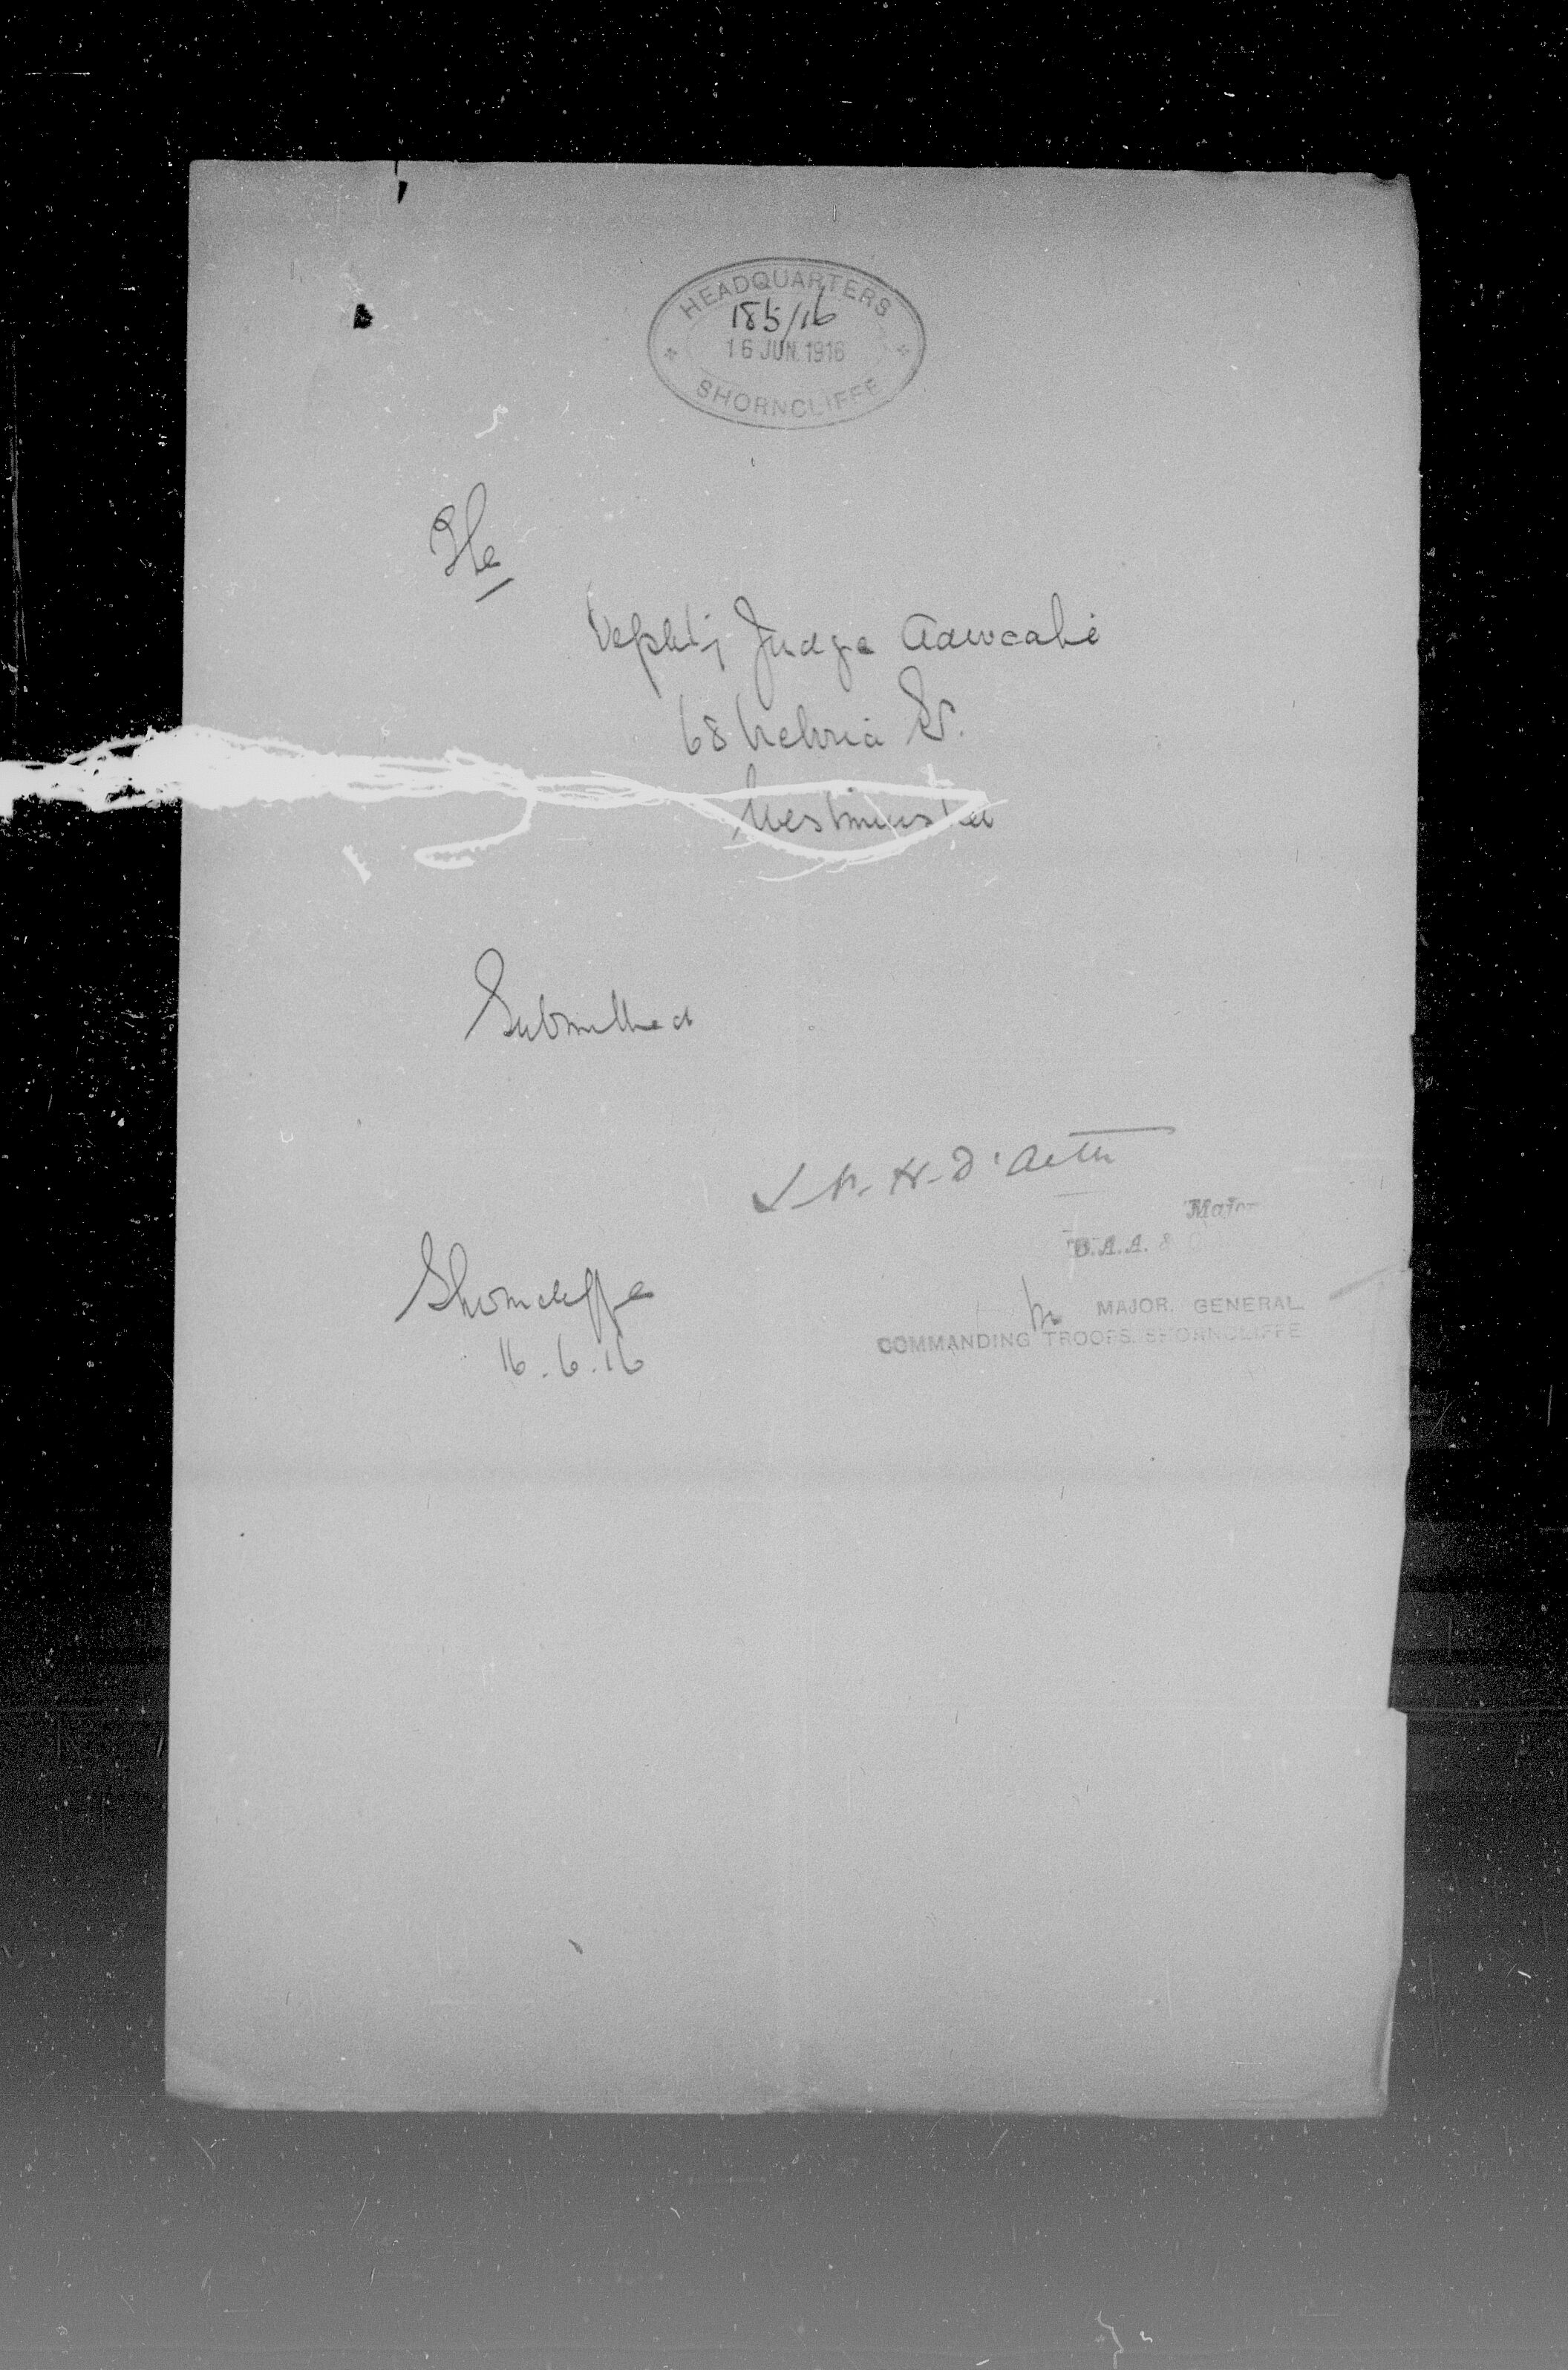 HEADQUARTERS
185/16
16 JUN. 1916
SHORNCLIFFE
The
Deputy Judge Advocate
68 Victoria St.
Westminster
Submitted
Major
D.A.A. &
Shorncliffe
16.6.16
for MAJOR. GENERAL
COMMANDING TROOPS. SHORNCLIFFE